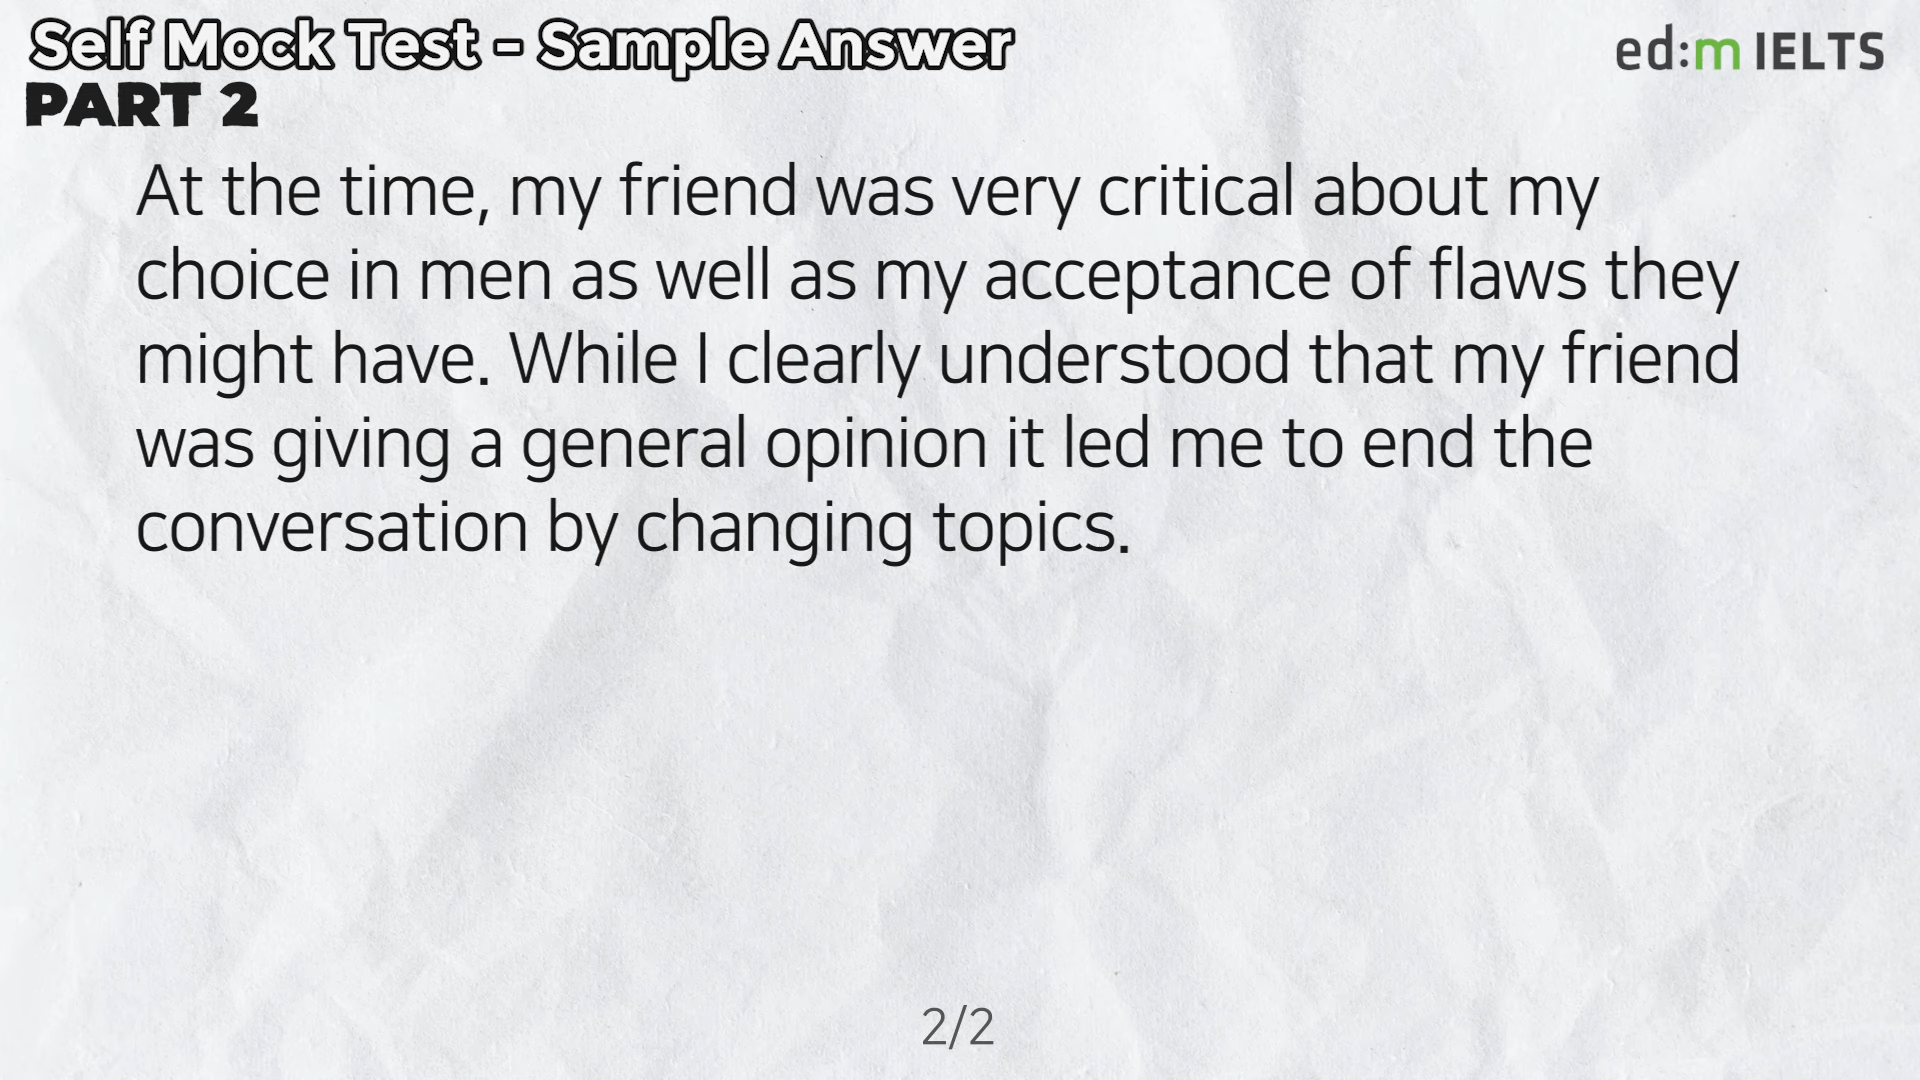 Self Mock Test - Sample Answer
ed:m IELTS
PART 2
At the time, my friend was very critical about my
choice in men as well as my acceptance of flaws they
might have. While I clearly understood that my friend
was giving a general opinion it led me to end the
conversation by changing topics.
2/2